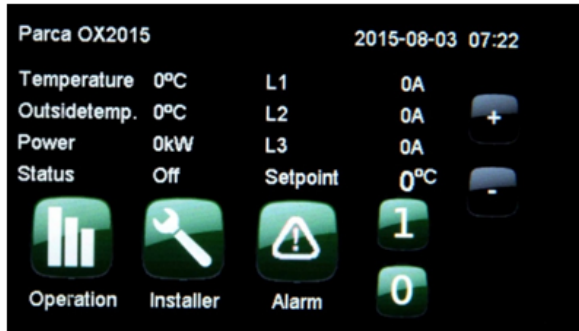 Parca OX2015 2015-08-03 07:22
Temperature 0ºC L1 0A
Outsidetemp. 0ºC L2 0A +
Power 0kW L3 0A
Status Off Setpoint 0ºC -
1
Operation Installer Alarm 0